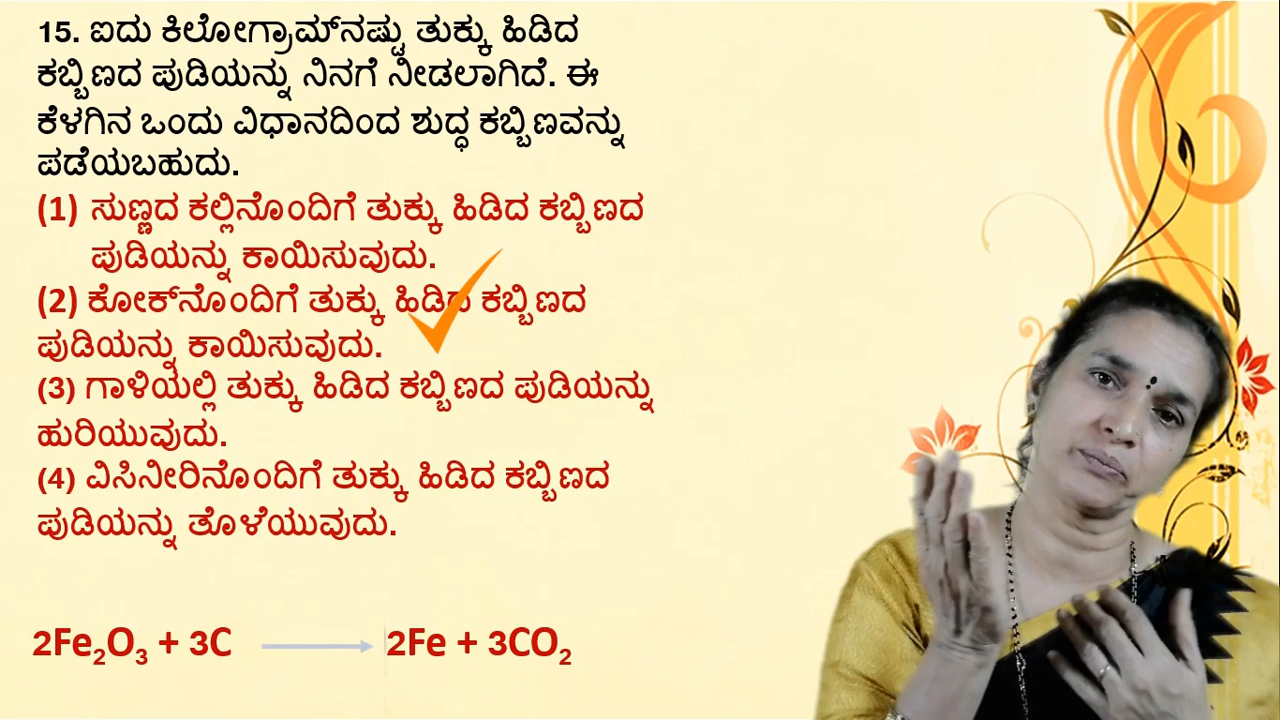 15. ಐದು ಕಿಲೋಗ್ರಾಮ್‌ನಷ್ಟು ತುಕ್ಕು ಹಿಡಿದ
ಕಬ್ಬಿಣದ ಪುಡಿಯನ್ನು ನಿನಗೆ ನೀಡಲಾಗಿದೆ. ಈ
ಕೆಳಗಿನ ಒಂದು ವಿಧಾನದಿಂದ ಶುದ್ಧ ಕಬ್ಬಿಣವನ್ನು
ಪಡೆಯಬಹುದು.
(1) ಸುಣ್ಣದ ಕಲ್ಲಿನೊಂದಿಗೆ ತುಕ್ಕು ಹಿಡಿದ ಕಬ್ಬಿಣದ
ಪುಡಿಯನ್ನು ಕಾಯಿಸುವುದು.
(2) ಕೋಕ್‌ನೊಂದಿಗೆ ತುಕ್ಕು ಹಿಡಿದ ಕಬ್ಬಿಣದ
ಪುಡಿಯನ್ನು ಕಾಯಿಸುವುದು.
(3) ಗಾಳಿಯಲ್ಲಿ ತುಕ್ಕು ಹಿಡಿದ ಕಬ್ಬಿಣದ ಪುಡಿಯನ್ನು
ಹುರಿಯುವುದು.
(4) ವಿಸಿನೀರಿನೊಂದಿಗೆ ತುಕ್ಕು ಹಿಡಿದ ಕಬ್ಬಿಣದ
ಪುಡಿಯನ್ನು ತೊಳೆಯುವುದು.
2Fe₂O₃ + 3C ⟶ 2Fe + 3CO₂